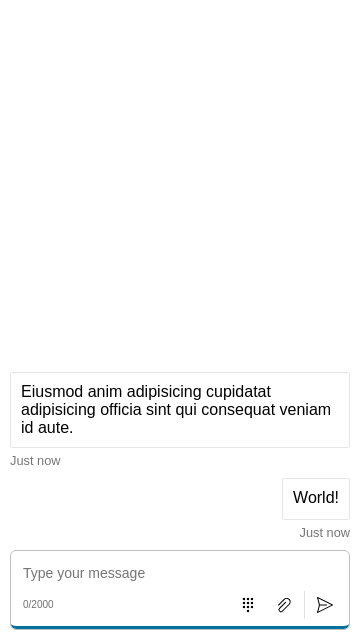 Eiusmod anim adipisicing cupidatat
adipisicing officia sint qui consequat veniam
id aute.
Just now
World!
Just now
Type your message
0/2000